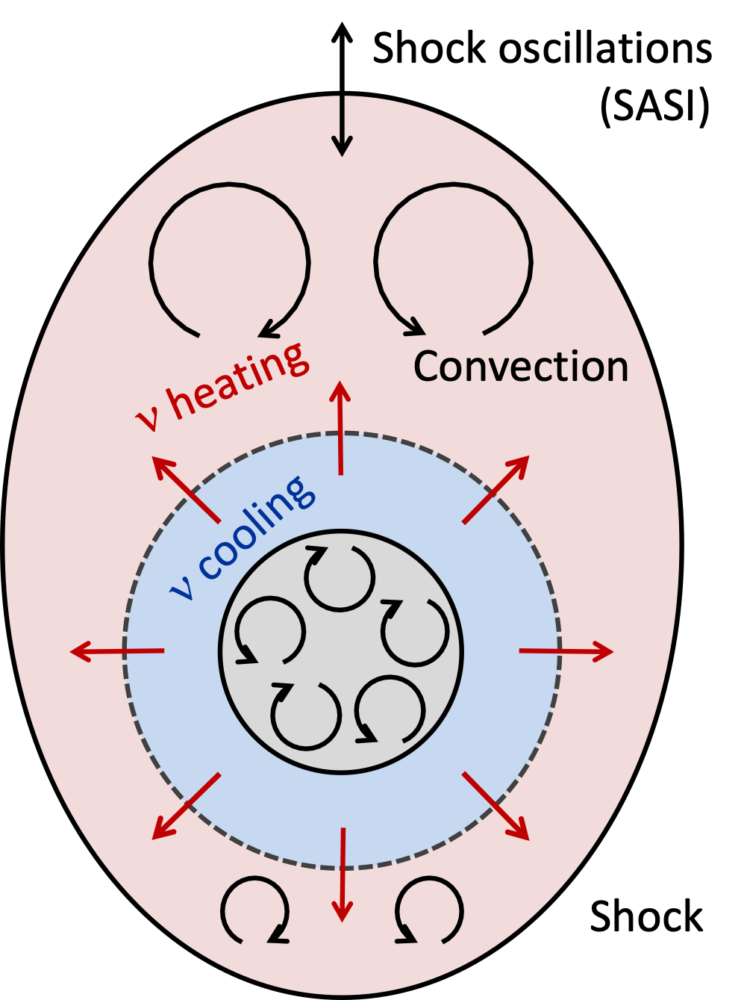 Shock oscillations
(SASI)
ν heating
Convection
ν cooling
Shock